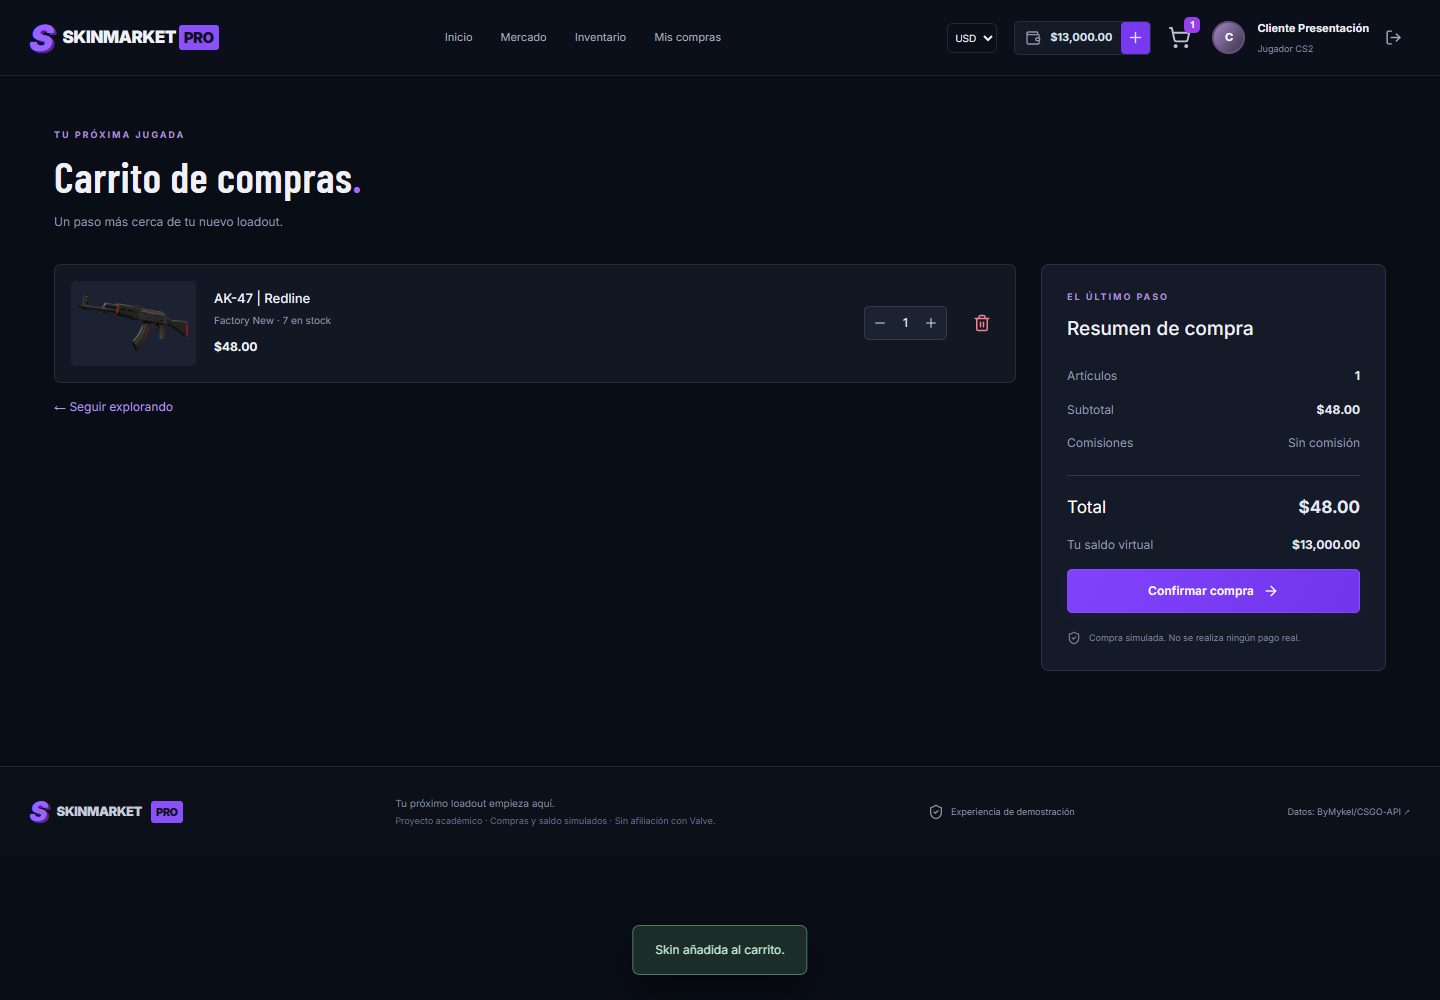 SKINMARKET PRO
Inicio Mercado Inventario Mis compras
USD
$13,000.00 +
1
C
Cliente Presentación
Jugador CS2
TU PRÓXIMA JUGADA
Carrito de compras.
Un paso más cerca de tu nuevo loadout.
AK-47 | Redline
Factory New · 7 en stock
$48.00
− 1 +
← Seguir explorando
EL ÚLTIMO PASO
Resumen de compra
Artículos 1
Subtotal $48.00
Comisiones Sin comisión
Total $48.00
Tu saldo virtual $13,000.00
Confirmar compra →
Compra simulada. No se realiza ningún pago real.
SKINMARKET PRO
Tu próximo loadout empieza aquí.
Proyecto académico · Compras y saldo simulados · Sin afiliación con Valve.
Experiencia de demostración
Datos: ByMykel/CSGO-API ↗
Skin añadida al carrito.